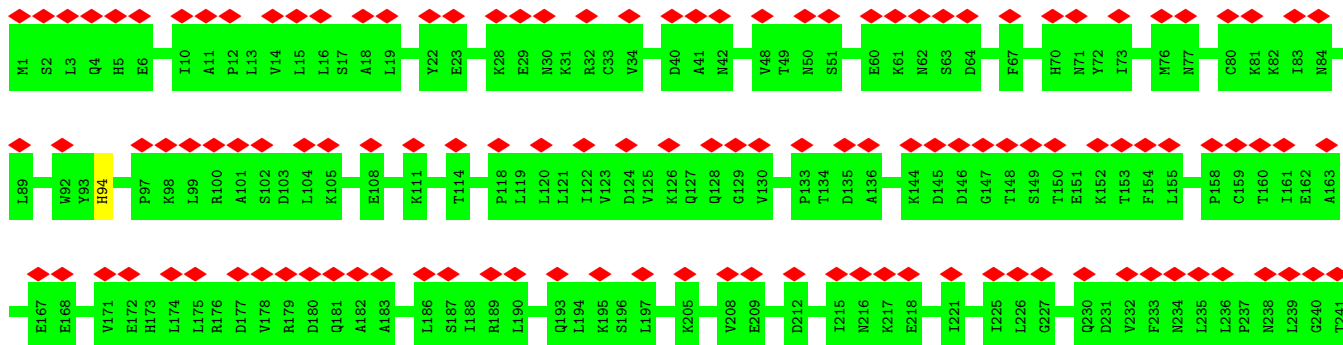 M1 S2 L3 Q4 H5 E6 I10 A11 P12 L13 V14 L15 L16 S17 A18 L19 Y22 E23 K28 E29 N30 K31 R32 C33 V34 D40 A41 N42 V48 T49 N50 S51 E60 K61 N62 S63 D64 F67 H70 N71 Y72 I73 M76 N77 C80 K81 K82 I83 N84
L89 W92 Y93 H94 P97 K98 L99 R100 A101 S102 D103 L104 K105 E108 K111 T114 P118 L119 L120 L121 I122 V123 D124 V125 K126 Q127 Q128 G129 V130 P133 T134 D135 A136 K144 D145 D146 G147 T148 S149 T150 E151 K152 T153 F154 L155 P158 C159 T160 I161 E162 A163
E167 E168 V171 E172 H173 L174 L175 R176 D177 V178 R179 D180 Q181 A182 A183 L186 S187 I188 R189 L190 Q193 L194 K195 S196 L197 K205 V208 E209 D212 I215 N216 K217 E218 I221 I225 L226 G227 Q230 D231 V232 F233 N234 L235 L236 P237 N238 L239 G240 T241